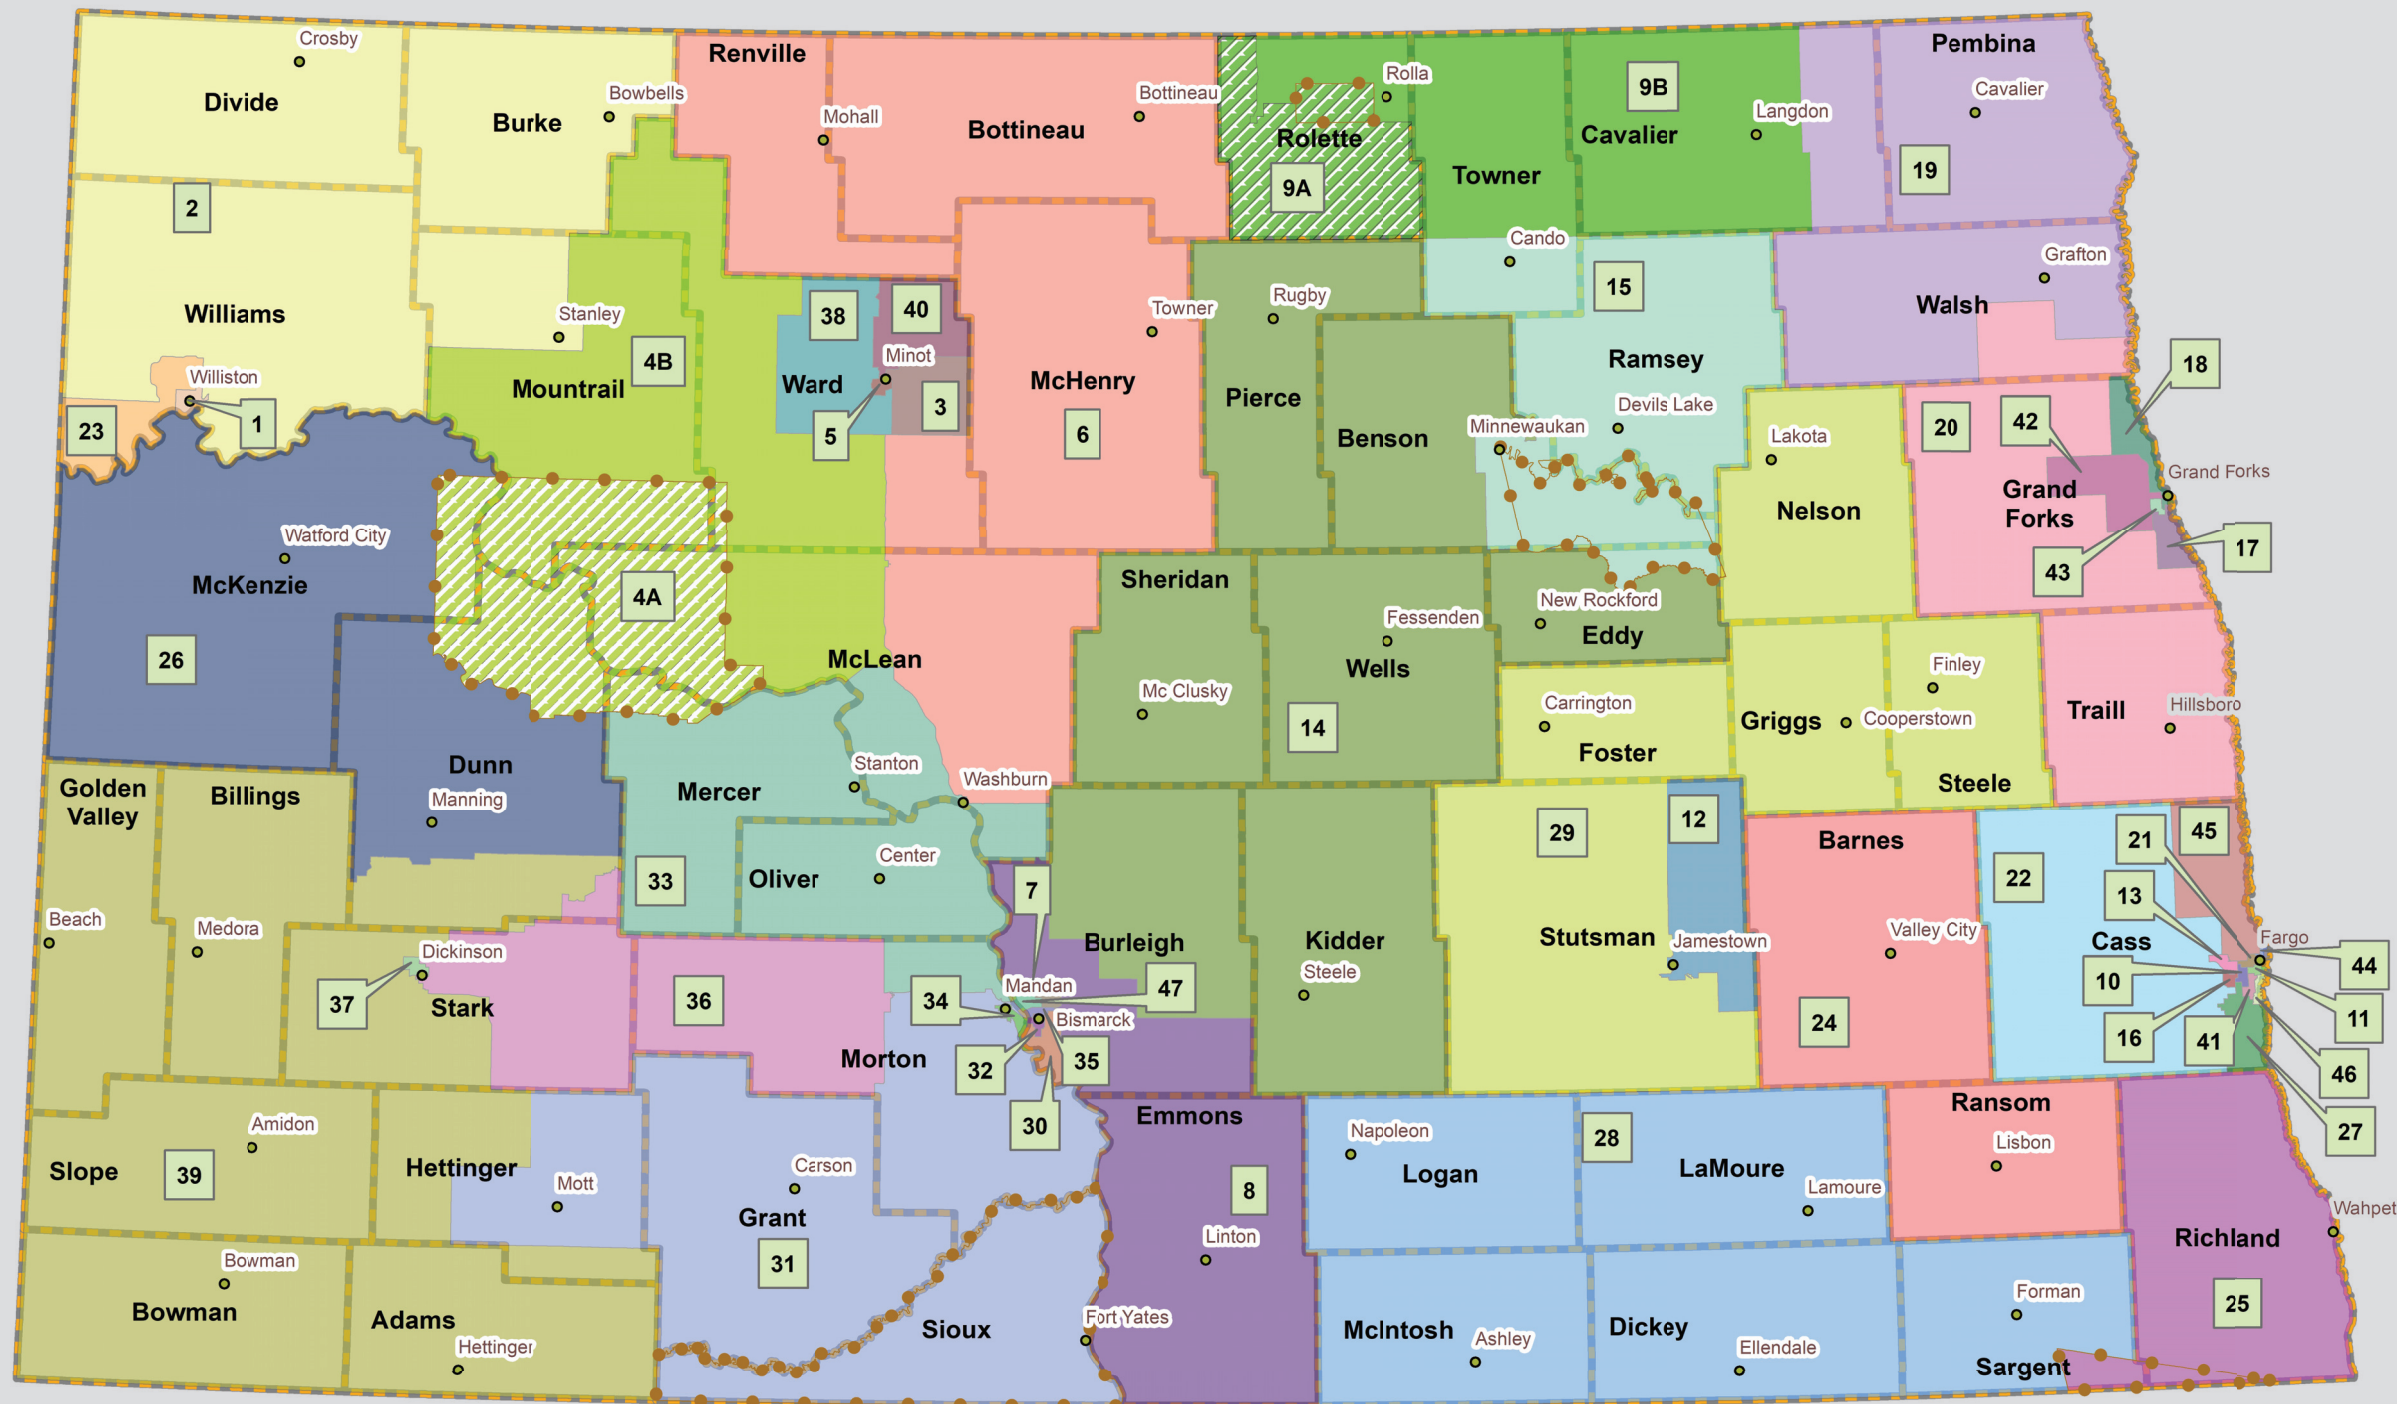 Crosby
Divide
Burke
Bowbells
Renville
Mohall
Bottineau
Bottineau
Rolla
Rolette
9A
9B
Cavalier
Langdon
Towner
Pembina
Cavalier
19
2
Williams
Stanley
Mountrail
4B
38
40
Ward
Minot
5
3
Towner
McHenry
6
Rugby
Pierce
Benson
Cando
15
Ramsey
Devils Lake
Minnewaukan
Walsh
Grafton
18
Williston
23
1
Lakota
Nelson
20
42
Grand
Forks
Grand Forks
43
17
Watford City
McKenzie
26
4A
McLean
Sheridan
Mc Clusky
Fessenden
Wells
14
New Rockford
Eddy
Carrington
Foster
Griggs
Cooperstown
Finley
Steele
Traill
Hillsboro
Golden
Valley
Billings
Dunn
Manning
Mercer
Stanton
Washburn
33
Oliver
Center
7
Burleigh
Kidder
Steele
29
12
Stutsman
Jamestown
Barnes
Valley City
24
22
21
45
13
Cass
Fargo
10
44
16
41
11
46
27
Beach
Medora
Dickinson
37
Stark
36
34
Mandan
47
Bismarck
Morton
32
35
30
Amidon
Slope
39
Hettinger
Mott
Carson
Grant
31
Emmons
8
Linton
Napoleon
Logan
28
LaMoure
Lamoure
Ransom
Lisbon
Richland
Wahpet
25
Bowman
Bowman
Adams
Hettinger
Sioux
Fort Yates
McIntosh
Ashley
Dickey
Ellendale
Forman
Sargent